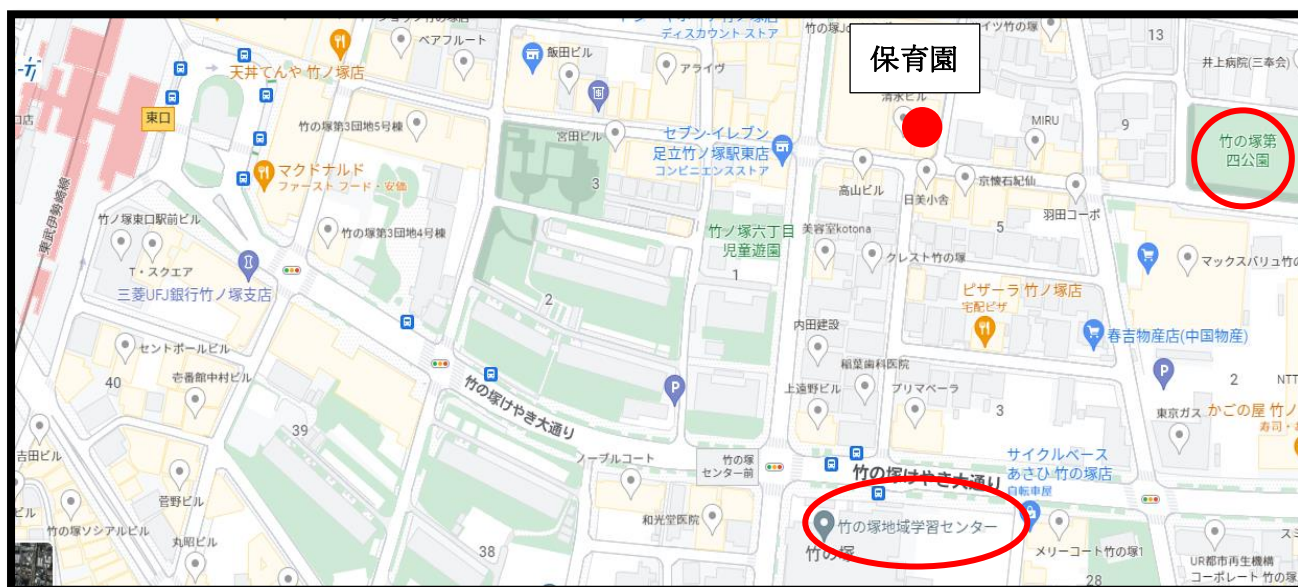 ディスカウント ストア
ベアフルート
飯田ビル
アライヴ
天丼てんや 竹ノ塚店
保育園
清水ビル
13
井上病院(三奉会)
東口
竹の塚第3団地5号棟
宮田ビル
セブン-イレブン
足立竹ノ塚駅東店
コンビニエンスストア
MIRU
9
竹の塚第
四公園
マクドナルド
ファースト フード・安価
3
高山ビル
日美小舎
京懐石紀仙
羽田コーポ
東武伊勢崎線
竹ノ塚東口駅前ビル
竹の塚第3団地4号棟
竹ノ塚六丁目
児童遊園
美容室kotona
5
T・スクエア
1
クレスト竹の塚
マックスバリュ竹の
三菱UFJ銀行竹ノ塚支店
2
ピザーラ 竹ノ塚店
宅配ピザ
内田建設
春吉物産店(中国物産)
セントポールビル
稲葉歯科医院
40
壱番館中村ビル
竹の塚けやき大通り
P
上遠野ビル
プリマベーラ
3
P
2
NTT
東京ガス
かごの屋 竹ノ
寿司・
39
吉田ビル
ノーブルコート
竹の塚
センター前
竹の塚けやき大通り
サイクルベース
あさひ 竹の塚店
自転車屋
菅野ビル
竹の塚ソシアルビル
丸昭ビル
和光堂医院
竹の塚地域学習センター
竹の塚
38
メリーコート竹の塚1
28
UR都市再生機構
コーポレート 竹の塚